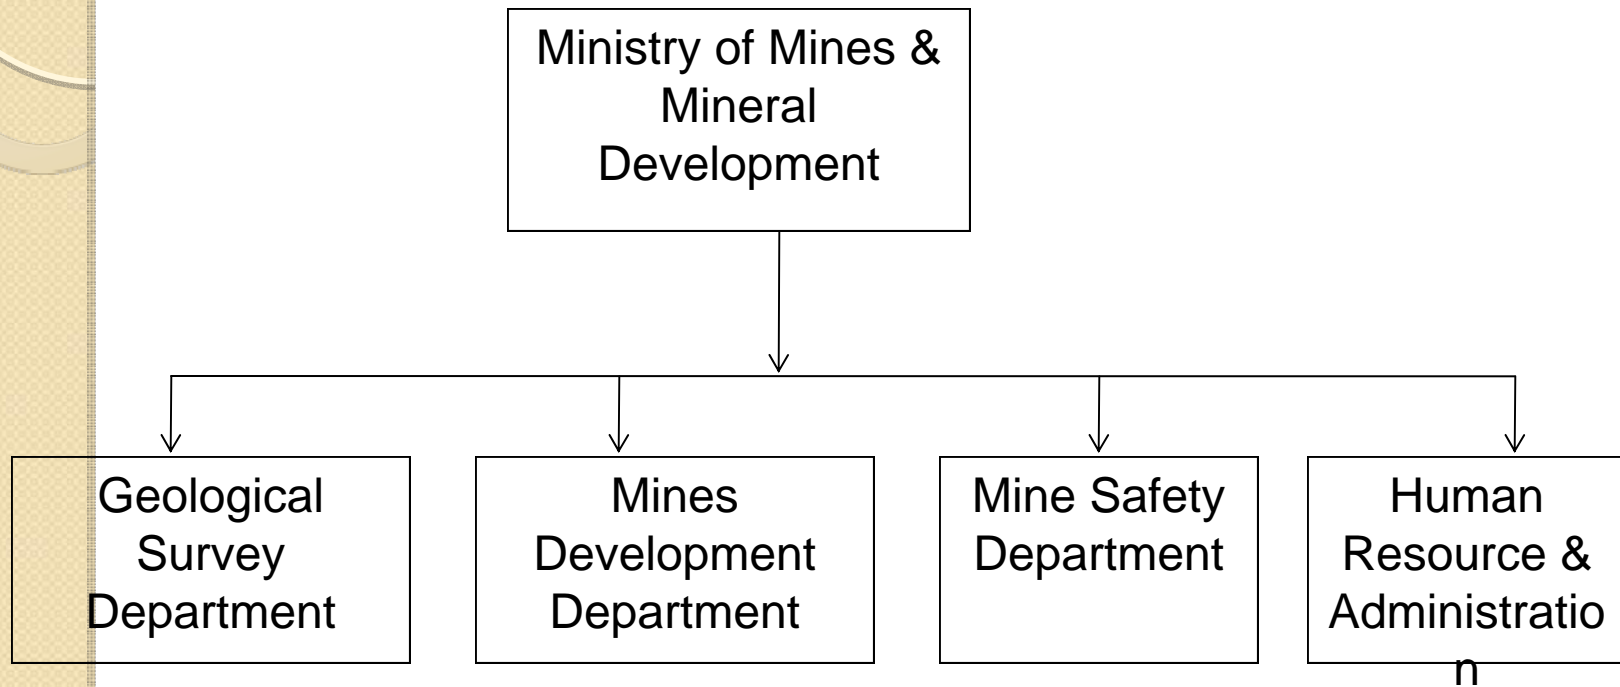 Ministry of Mines &
Mineral
Development
Geological
Survey
Department
Mines
Development
Department
Mine Safety
Department
Human
Resource &
Administratio
n